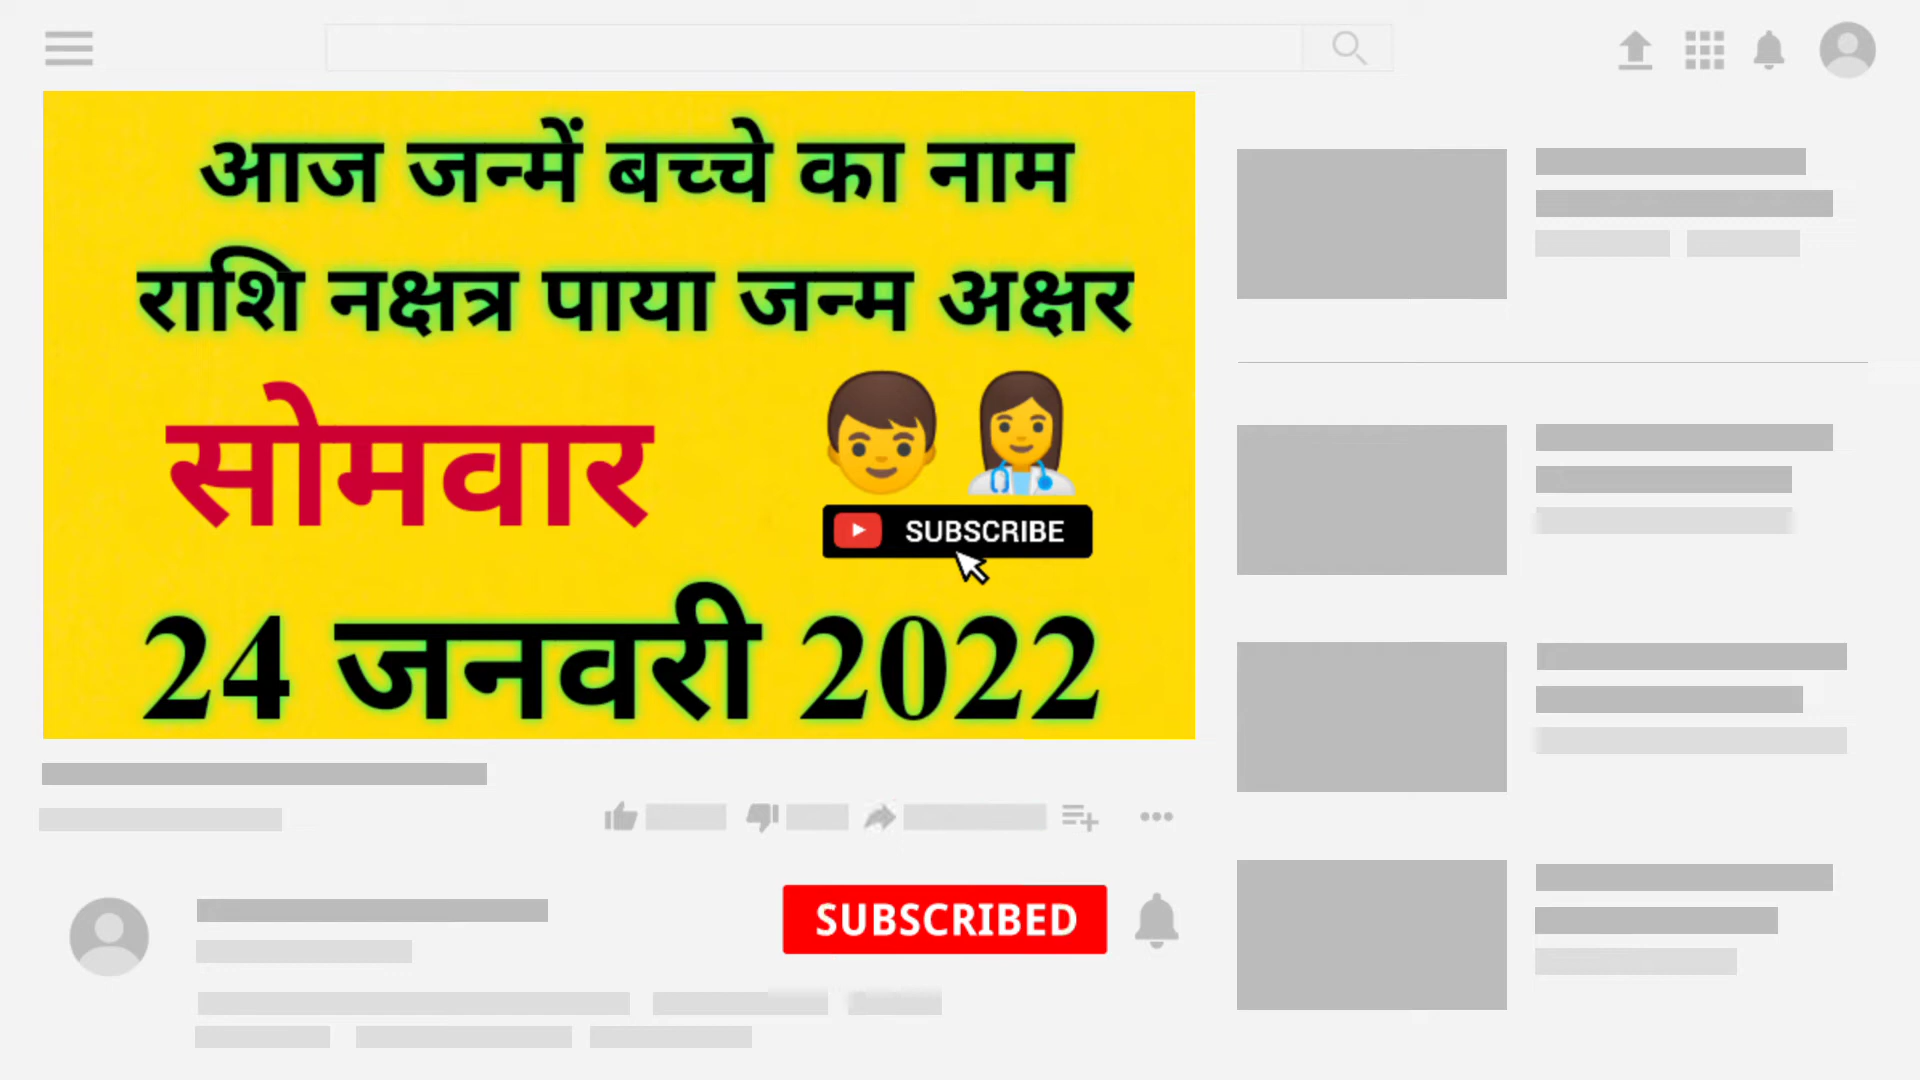 आज जन्में बच्चे का नाम
राशि नक्षत्र पाया जन्म अक्षर
सोमवार
SUBSCRIBE
24 जनवरी 2022
SUBSCRIBED